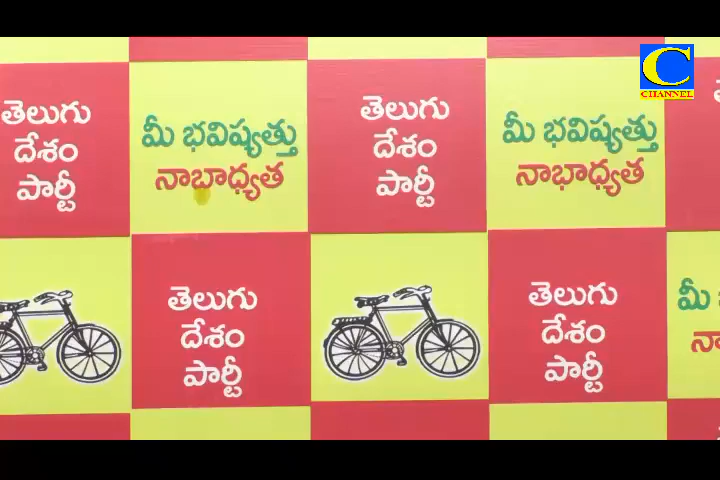 C
CHANNEL
తెలుగు
దేశం
పార్టీ
మీ భవిష్యత్తు
నాబాధ్యత
తెలుగు
దేశం
పార్టీ
మీ భవిష్యత్తు
నాభాధ్యత
తెలుగు
దేశం
పార్టీ
తెలుగు
దేశం
పార్టీ
మీ
నా